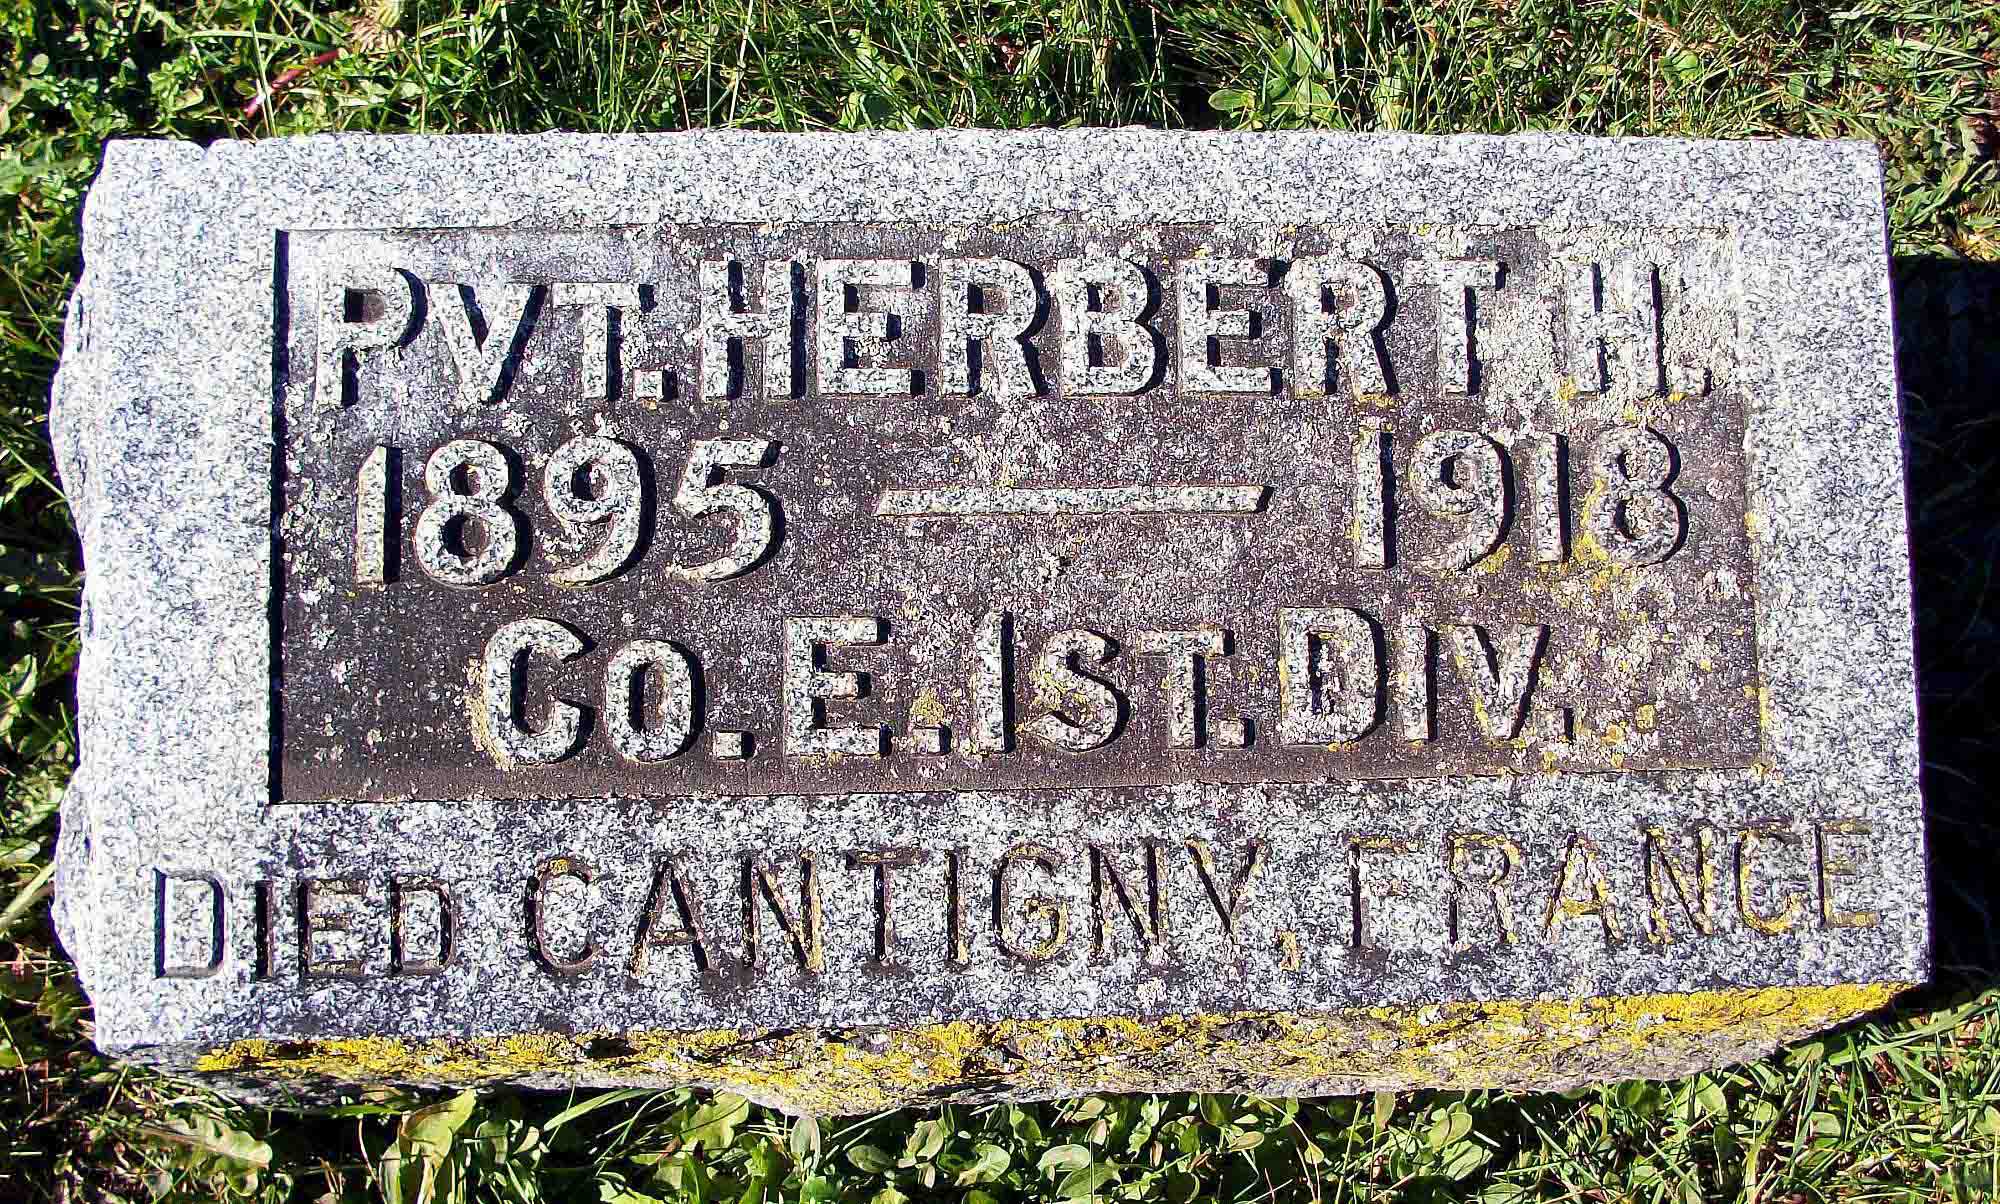 PVT. HERBERT H.
1895 — 1918
CO. E. 1ST. DIV.
DIED CANTIGNY, FRANCE